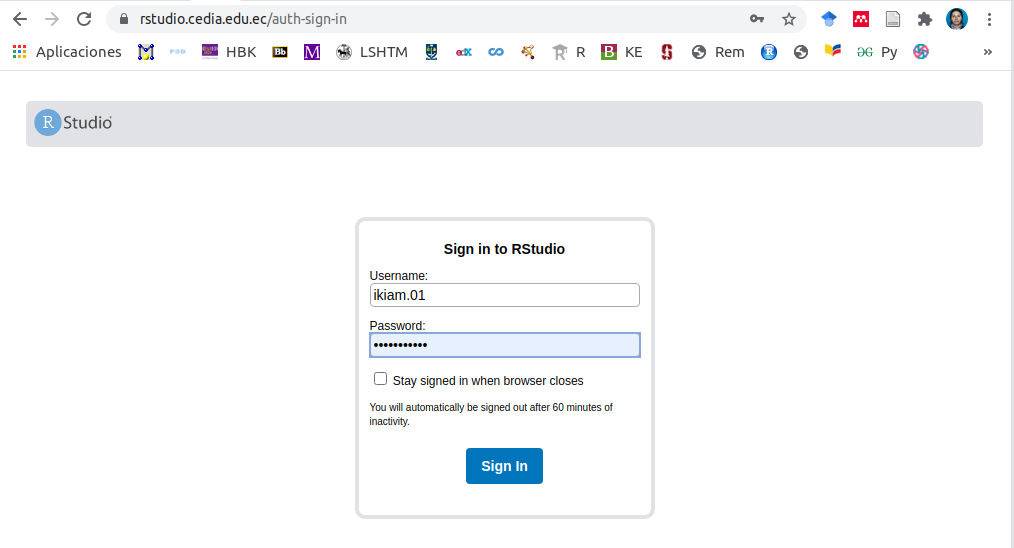 rstudio.cedia.edu.ec/auth-sign-in
Aplicaciones HBK Bb M LSHTM edX R B KE Rem R Py
R Studio
Sign in to RStudio
Username:
ikiam.01
Password:
•••••••••••
Stay signed in when browser closes
You will automatically be signed out after 60 minutes of
inactivity.
Sign In